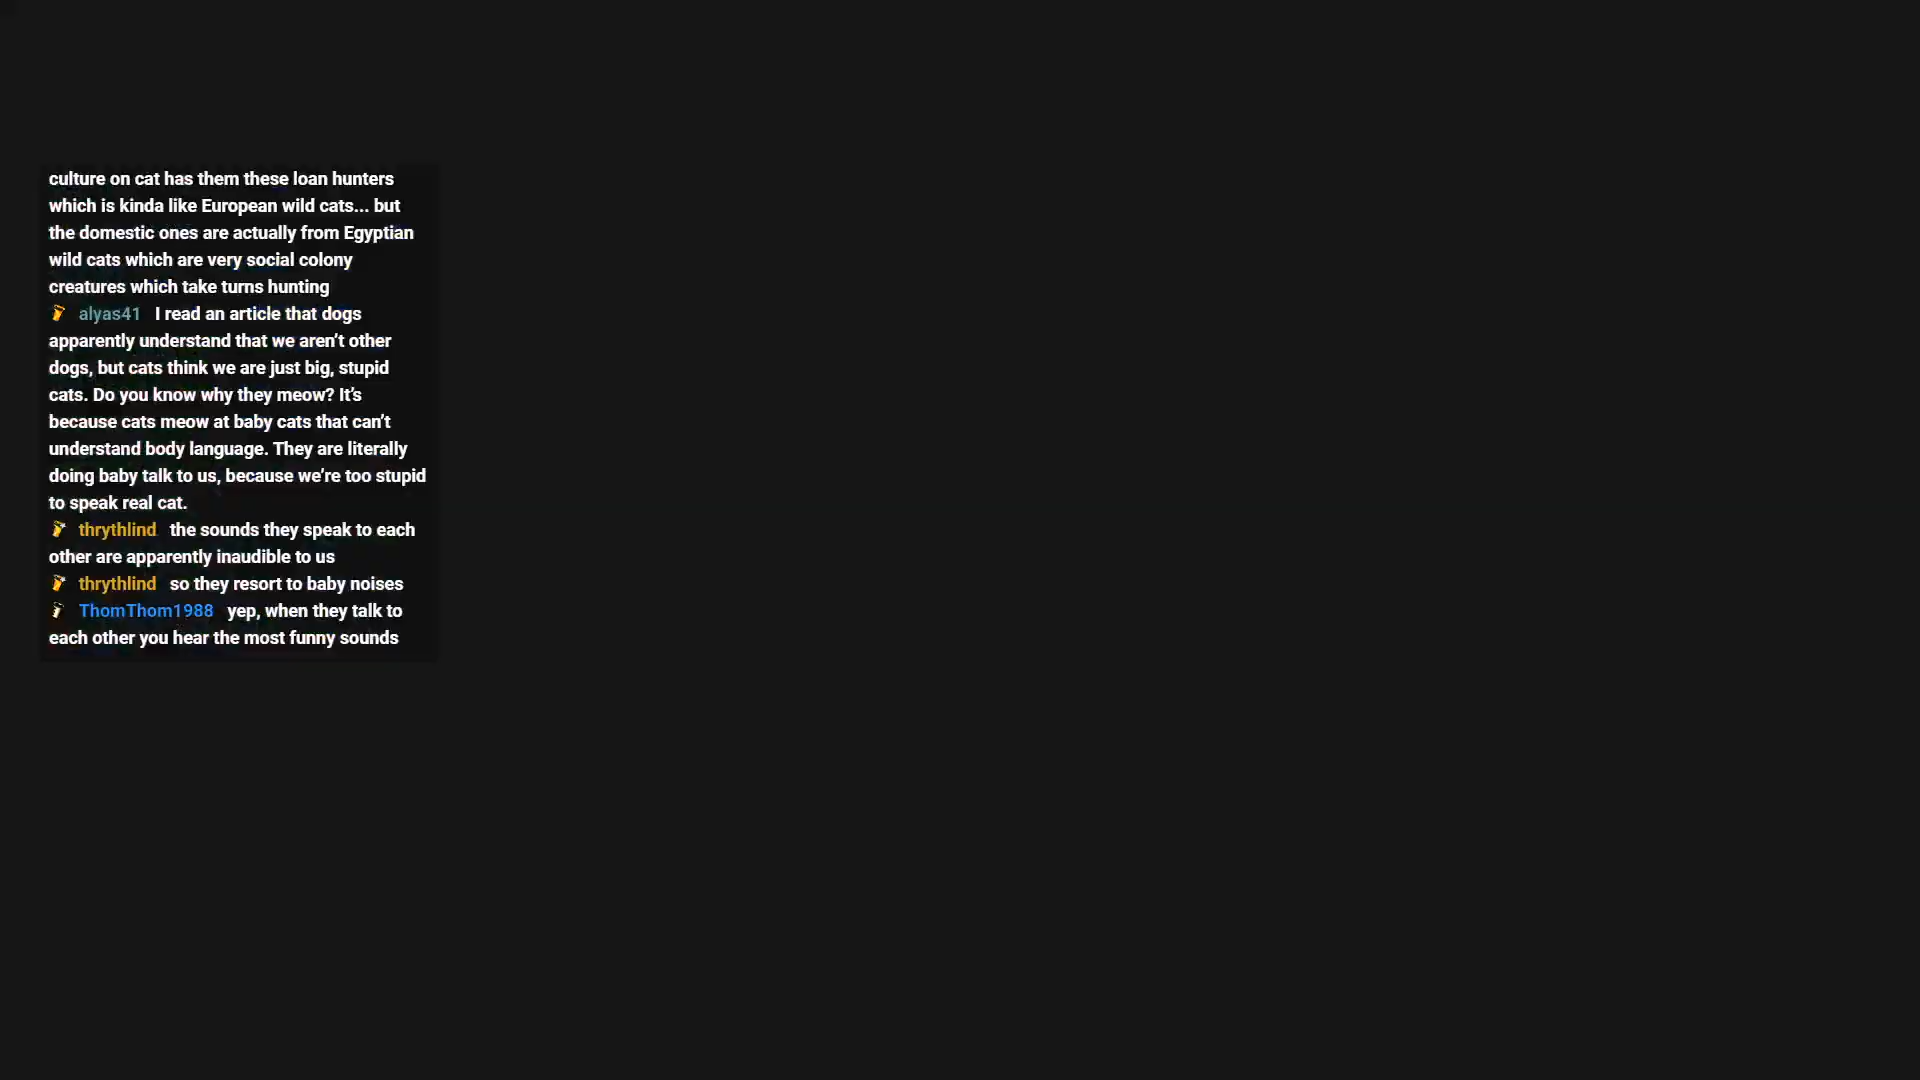 culture on cat has them these loan hunters
which is kinda like European wild cats... but
the domestic ones are actually from Egyptian
wild cats which are very social colony
creatures which take turns hunting
alyas41 I read an article that dogs
apparently understand that we aren’t other
dogs, but cats think we are just big, stupid
cats. Do you know why they meow? It’s
because cats meow at baby cats that can’t
understand body language. They are literally
doing baby talk to us, because we’re too stupid
to speak real cat.
thrythlind the sounds they speak to each
other are apparently inaudible to us
thrythlind so they resort to baby noises
ThomThom1988 yep, when they talk to
each other you hear the most funny sounds